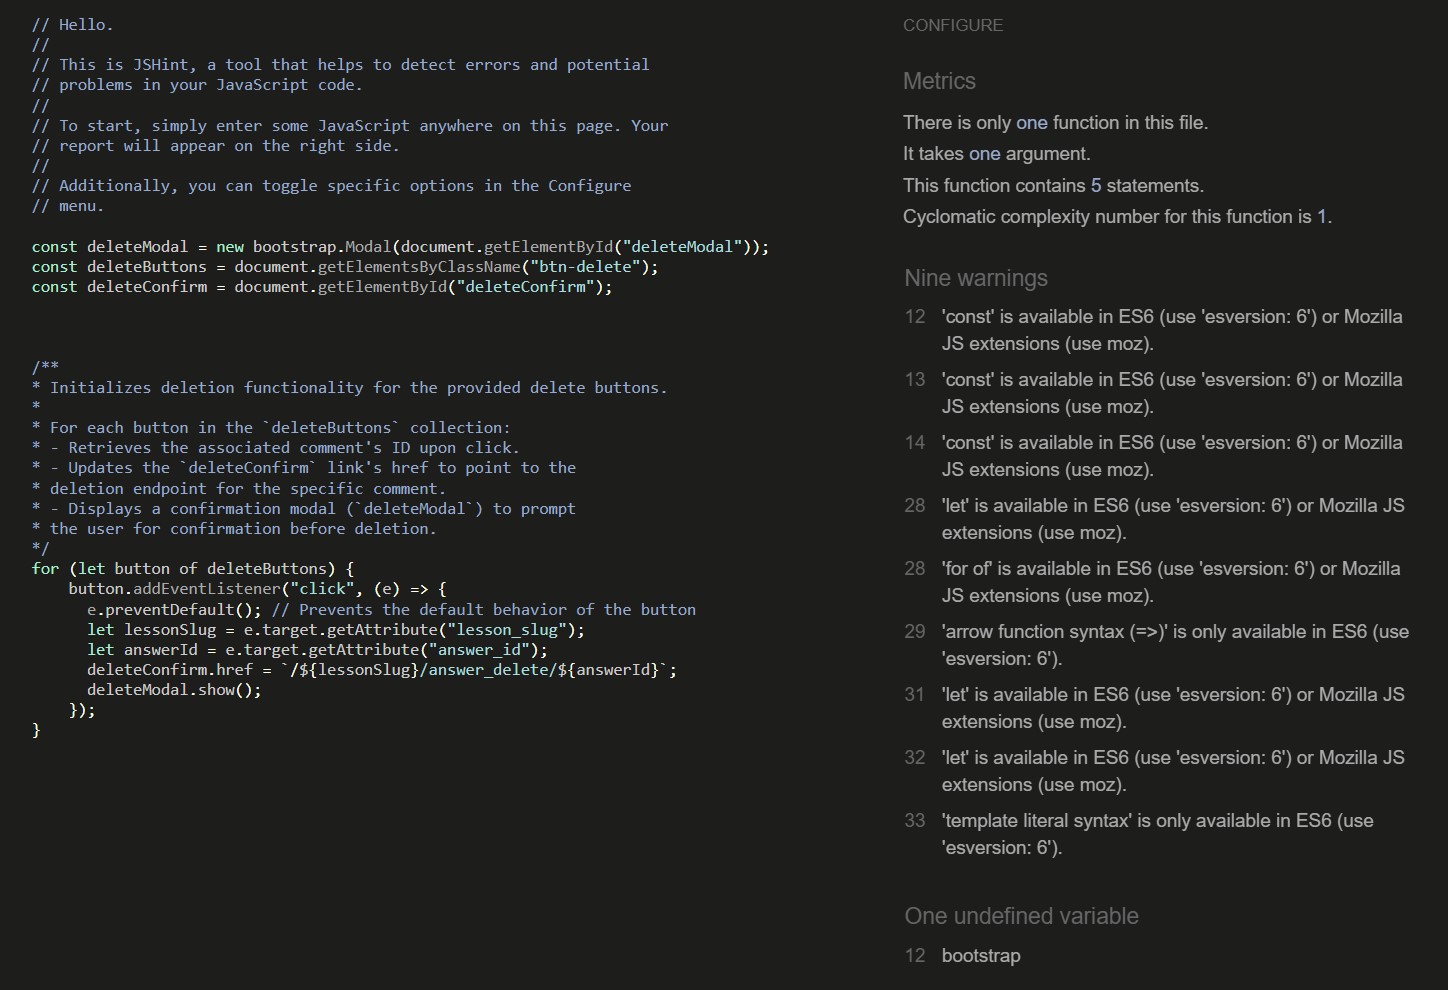 // Hello.
//
// This is JSHint, a tool that helps to detect errors and potential
// problems in your JavaScript code.
//
// To start, simply enter some JavaScript anywhere on this page. Your
// report will appear on the right side.
//
// Additionally, you can toggle specific options in the Configure
// menu.
const deleteModal = new bootstrap.Modal(document.getElementById("deleteModal"));
const deleteButtons = document.getElementsByClassName("btn-delete");
const deleteConfirm = document.getElementById("deleteConfirm");
/**
* Initializes deletion functionality for the provided delete buttons.
*
* For each button in the `deleteButtons` collection:
* - Retrieves the associated comment's ID upon click.
* - Updates the `deleteConfirm` link's href to point to the
* deletion endpoint for the specific comment.
* - Displays a confirmation modal (`deleteModal`) to prompt
* the user for confirmation before deletion.
*/
for (let button of deleteButtons) {
    button.addEventListener("click", (e) => {
      e.preventDefault(); // Prevents the default behavior of the button
      let lessonSlug = e.target.getAttribute("lesson_slug");
      let answerId = e.target.getAttribute("answer_id");
      deleteConfirm.href = `/${lessonSlug}/answer_delete/${answerId}`;
      deleteModal.show();
    });
}
CONFIGURE
Metrics
There is only one function in this file.
It takes one argument.
This function contains 5 statements.
Cyclomatic complexity number for this function is 1.
Nine warnings
12 'const' is available in ES6 (use 'esversion: 6') or Mozilla
JS extensions (use moz).
13 'const' is available in ES6 (use 'esversion: 6') or Mozilla
JS extensions (use moz).
14 'const' is available in ES6 (use 'esversion: 6') or Mozilla
JS extensions (use moz).
28 'let' is available in ES6 (use 'esversion: 6') or Mozilla JS
extensions (use moz).
28 'for of' is available in ES6 (use 'esversion: 6') or Mozilla
JS extensions (use moz).
29 'arrow function syntax (=>)' is only available in ES6 (use
'esversion: 6').
31 'let' is available in ES6 (use 'esversion: 6') or Mozilla JS
extensions (use moz).
32 'let' is available in ES6 (use 'esversion: 6') or Mozilla JS
extensions (use moz).
33 'template literal syntax' is only available in ES6 (use
'esversion: 6').
One undefined variable
12 bootstrap